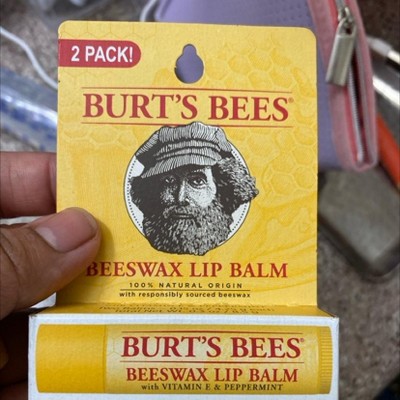 2 PACK!
BURT'S BEES®
BEESWAX LIP BALM
100% NATURAL ORIGIN
with responsibly sourced beeswax
BURT'S BEES®
BEESWAX LIP BALM
with VITAMIN E & PEPPERMINT